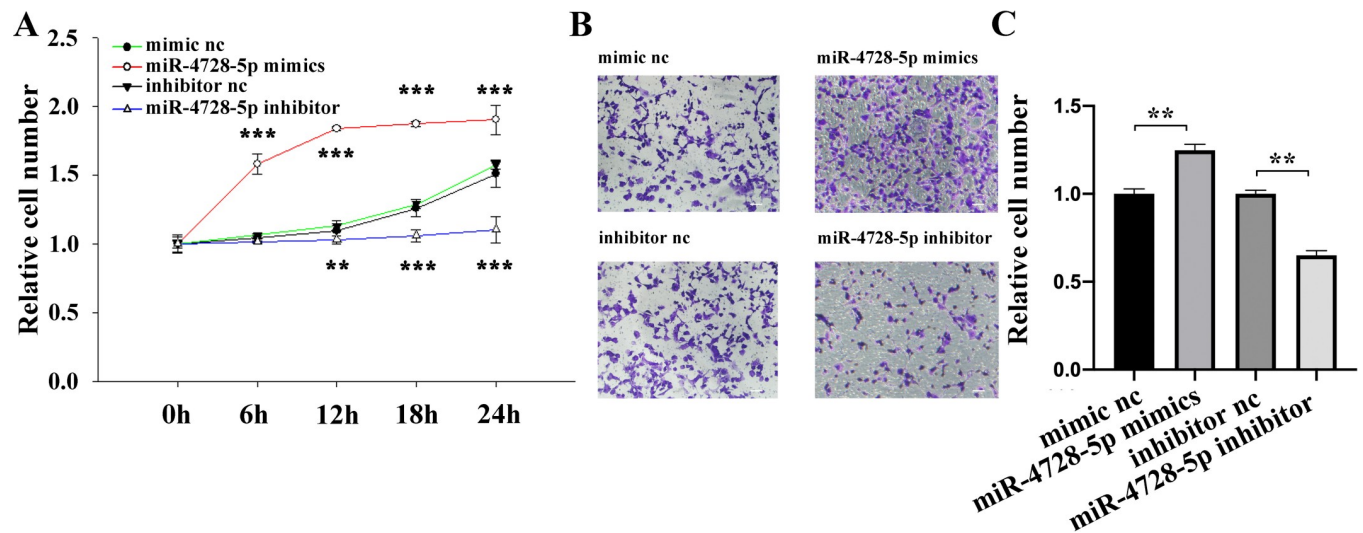 A
Relative cell number
2.5
2.0
1.5
1.0
0.5
0.0
mimic nc
miR-4728-5p mimics
inhibitor nc
miR-4728-5p inhibitor
***
***
***
***
**
***
***
0h
6h
12h
18h
24h
B
mimic nc
miR-4728-5p mimics
inhibitor nc
miR-4728-5p inhibitor
C
Relative cell number
1.5
1.0
0.5
0.0
**
**
mimic nc
miR-4728-5p mimics
inhibitor nc
miR-4728-5p inhibitor